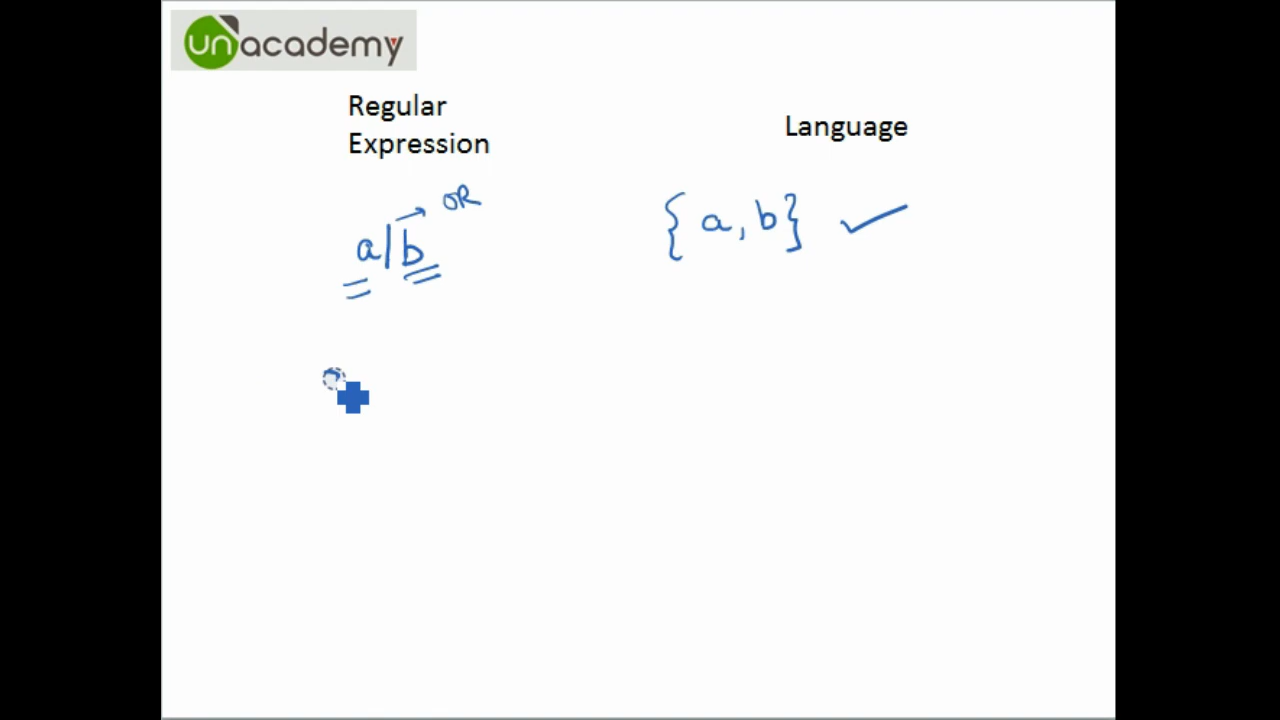 unacademy
Regular
Expression
Language
OR
a|b
{a, b}